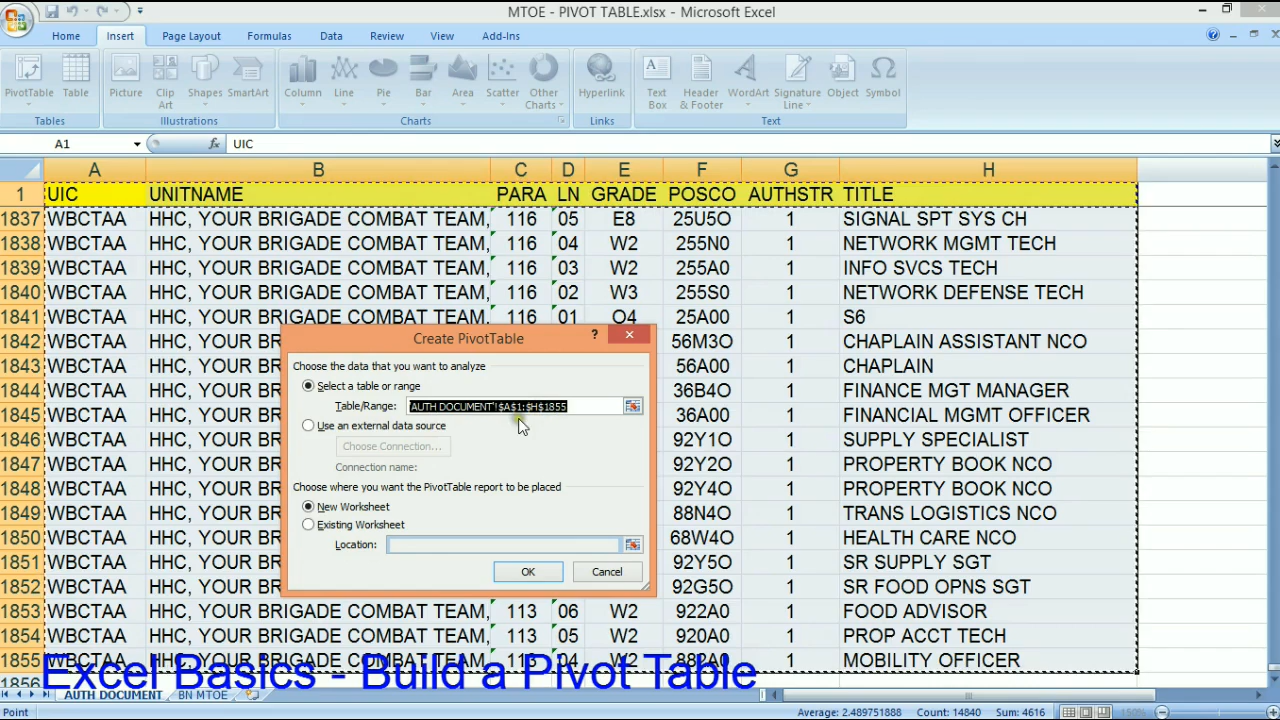 MTOE - PIVOT TABLE.xlsx - Microsoft Excel
Home Insert Page Layout Formulas Data Review View Add-Ins
PivotTable Table Picture Clip Art Shapes SmartArt Column Line Pie Bar Area Scatter Other Charts Hyperlink Text Box Header & Footer WordArt Signature Line Object Symbol
Tables Illustrations Charts Links Text
A1 fx UIC
A B C D E F G H
1 UIC UNITNAME PARA LN GRADE POSCO AUTHSTR TITLE
1837 WBCTAA HHC, YOUR BRIGADE COMBAT TEAM, 116 05 E8 25U5O 1 SIGNAL SPT SYS CH
1838 WBCTAA HHC, YOUR BRIGADE COMBAT TEAM, 116 04 W2 255N0 1 NETWORK MGMT TECH
1839 WBCTAA HHC, YOUR BRIGADE COMBAT TEAM, 116 03 W2 255A0 1 INFO SVCS TECH
1840 WBCTAA HHC, YOUR BRIGADE COMBAT TEAM, 116 02 W3 255S0 1 NETWORK DEFENSE TECH
1841 WBCTAA HHC, YOUR BRIGADE COMBAT TEAM, 116 01 O4 25A00 1 S6
1842 WBCTAA HHC, YOUR B 56M3O 1 CHAPLAIN ASSISTANT NCO
1843 WBCTAA HHC, YOUR B 56A00 1 CHAPLAIN
1844 WBCTAA HHC, YOUR B 36B4O 1 FINANCE MGT MANAGER
1845 WBCTAA HHC, YOUR B 36A00 1 FINANCIAL MGMT OFFICER
1846 WBCTAA HHC, YOUR B 92Y1O 1 SUPPLY SPECIALIST
1847 WBCTAA HHC, YOUR B 92Y2O 1 PROPERTY BOOK NCO
1848 WBCTAA HHC, YOUR B 92Y4O 1 PROPERTY BOOK NCO
1849 WBCTAA HHC, YOUR B 88N4O 1 TRANS LOGISTICS NCO
1850 WBCTAA HHC, YOUR B 68W4O 1 HEALTH CARE NCO
1851 WBCTAA HHC, YOUR B 92Y5O 1 SR SUPPLY SGT
1852 WBCTAA HHC, YOUR B 92G5O 1 SR FOOD OPNS SGT
1853 WBCTAA HHC, YOUR BRIGADE COMBAT TEAM, 113 06 W2 922A0 1 FOOD ADVISOR
1854 WBCTAA HHC, YOUR BRIGADE COMBAT TEAM, 113 05 W2 920A0 1 PROP ACCT TECH
1855 WBCTAA HHC, YOUR BRIGADE COMBAT TEAM, 113 04 W2 882A0 1 MOBILITY OFFICER
1856
Create PivotTable ?
Choose the data that you want to analyze
Select a table or range
Table/Range: 'AUTH DOCUMENT'!$A$1:$H$1855
Use an external data source
Choose Connection...
Connection name:
Choose where you want the PivotTable report to be placed
New Worksheet
Existing Worksheet
Location:
OK Cancel
Excel Basics - Build a Pivot Table
AUTH DOCUMENT BN MTOE
Point Average: 2.489751888 Count: 14840 Sum: 4616 150%